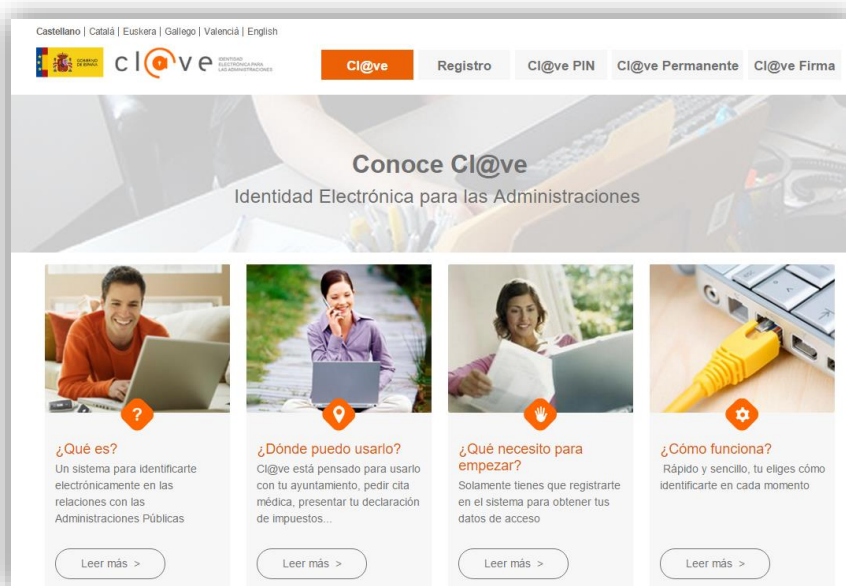 Castellano | Català | Euskera | Gallego | Valencià | English
GOBIERNO
DE ESPAÑA
cl@ve
IDENTIDAD
ELECTRÓNICA PARA
LAS ADMINISTRACIONES
Cl@ve
Registro
Cl@ve PIN
Cl@ve Permanente
Cl@ve Firma
Conoce Cl@ve
Identidad Electrónica para las Administraciones
?
¿Qué es?
Un sistema para identificarte
electrónicamente en las
relaciones con las
Administraciones Públicas
Leer más >
¿Dónde puedo usarlo?
Cl@ve está pensado para usarlo
con tu ayuntamiento, pedir cita
médica, presentar tu declaración
de impuestos...
Leer más >
¿Qué necesito para
empezar?
Solamente tienes que registrarte
en el sistema para obtener tus
datos de acceso
Leer más >
¿Cómo funciona?
Rápido y sencillo, tu eliges cómo
identificarte en cada momento
Leer más >